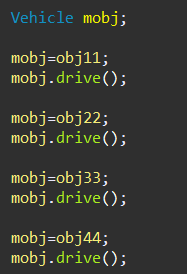 Vehicle mobj;
mobj=obj11;
mobj.drive();
mobj=obj22;
mobj.drive();
mobj=obj33;
mobj.drive();
mobj=obj44;
mobj.drive();